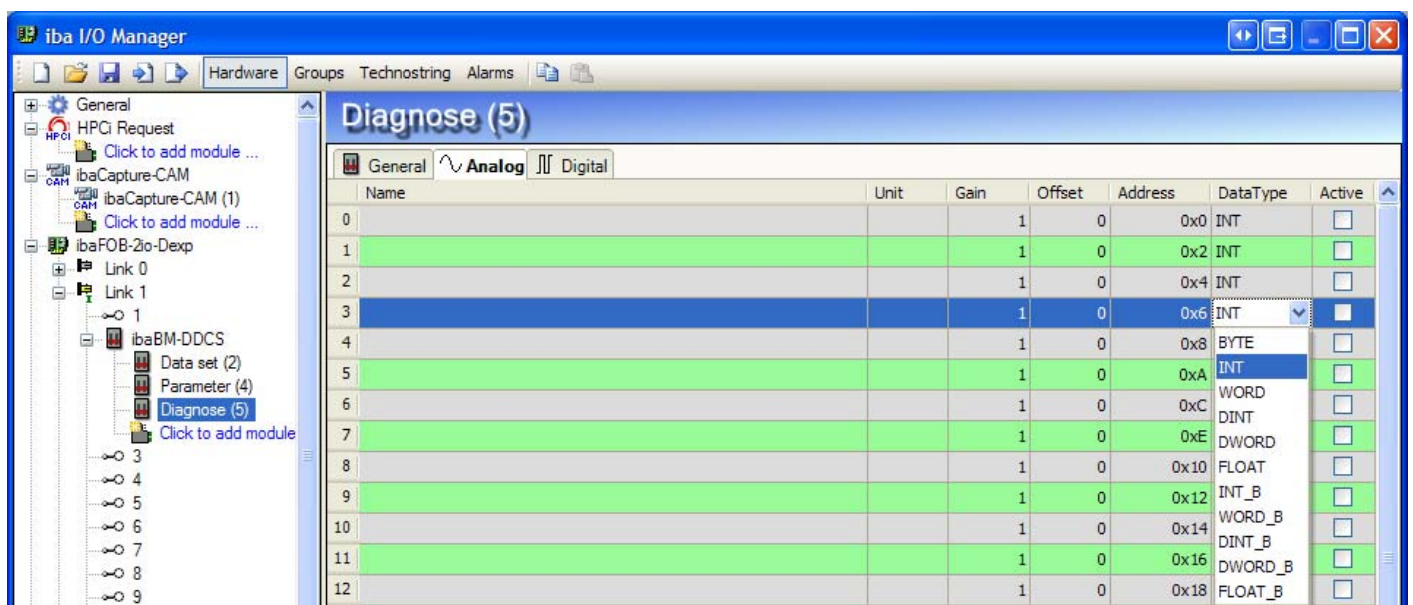 iba I/O Manager
Hardware Groups Technostring Alarms
General
HPCi Request
HPCi
Click to add module ...
ibaCapture-CAM
CAM
ibaCapture-CAM (1)
CAM
Click to add module ...
ibaFOB-2io-Dexp
Link 0
Link 1
1
ibaBM-DDCS
Data set (2)
Parameter (4)
Diagnose (5)
Click to add module
3
4
5
6
7
8
9
Diagnose (5)
General Analog Digital
Name Unit Gain Offset Address DataType Active
0 1 0 0x0 INT
1 1 0 0x2 INT
2 1 0 0x4 INT
3 1 0 0x6 INT
4 1 0 0x8
5 1 0 0xA
6 1 0 0xC
7 1 0 0xE
8 1 0 0x10
9 1 0 0x12
10 1 0 0x14
11 1 0 0x16
12 1 0 0x18
BYTE
INT
WORD
DINT
DWORD
FLOAT
INT_B
WORD_B
DINT_B
DWORD_B
FLOAT_B